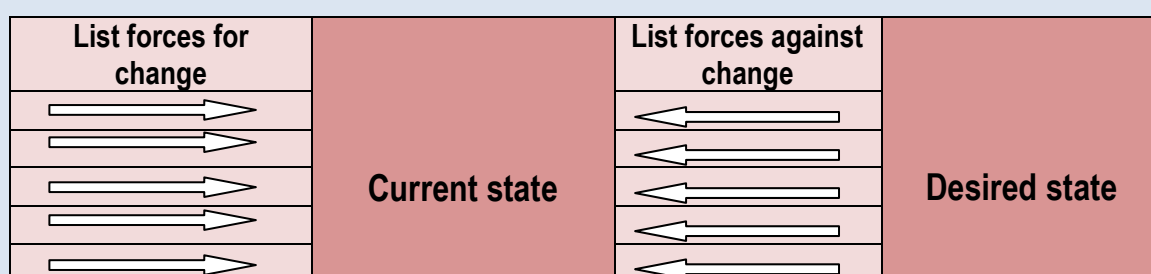 List forces for
change
Current state
List forces against
change
Desired state